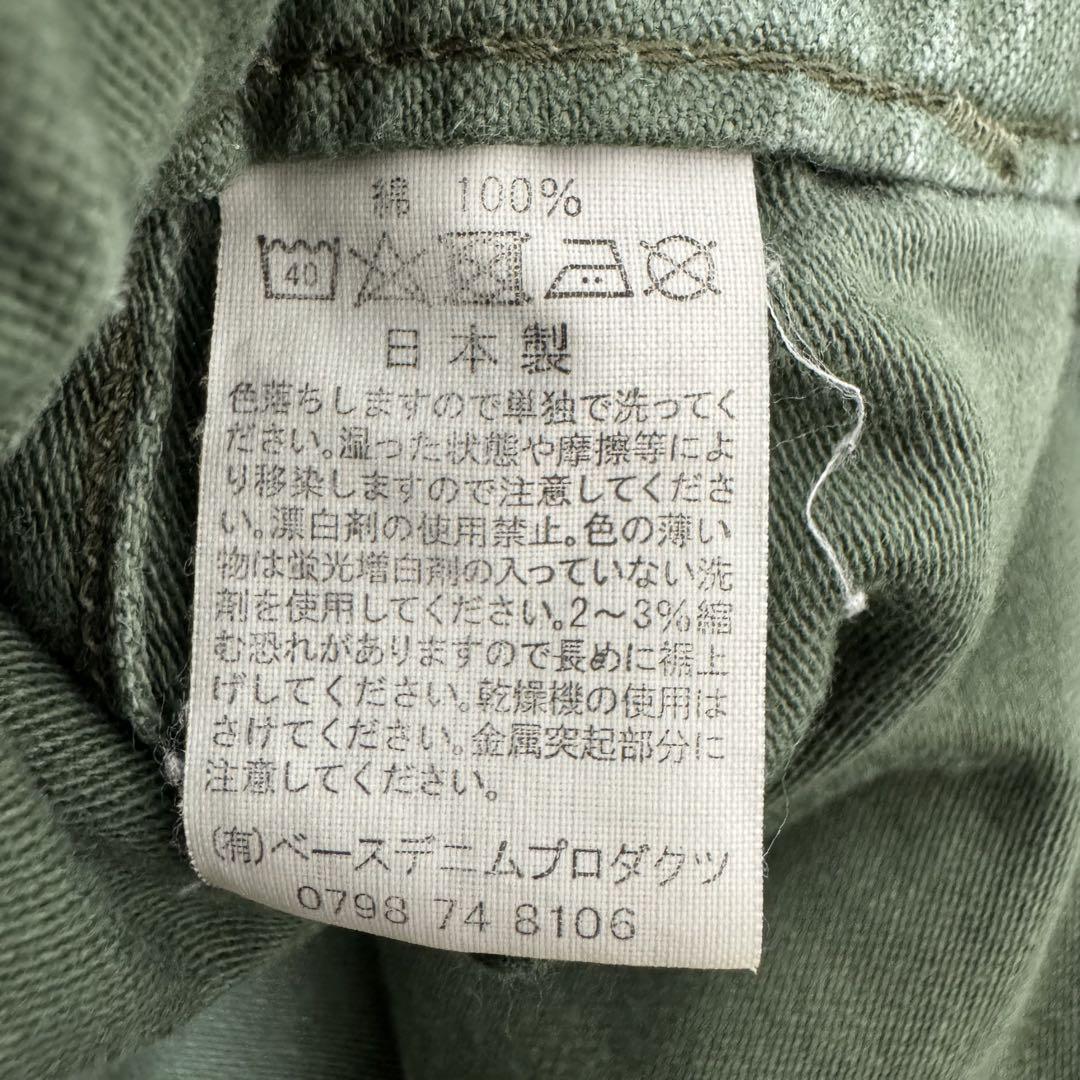 綿 100%
40
日本製
色落ちしますので単独で洗ってく
ださい。湿った状態や摩擦等によ
り移染しますので注意してくださ
い。漂白剤の使用禁止。色の薄い
物は蛍光増白剤の入っていない洗
剤を使用してください。2～3%縮
む恐れがありますので長めに裾上
げしてください。乾燥機の使用は
さけてください。金属突起部分に
注意してください。
(有)ベースデニムプロダクツ
0798 74 8106